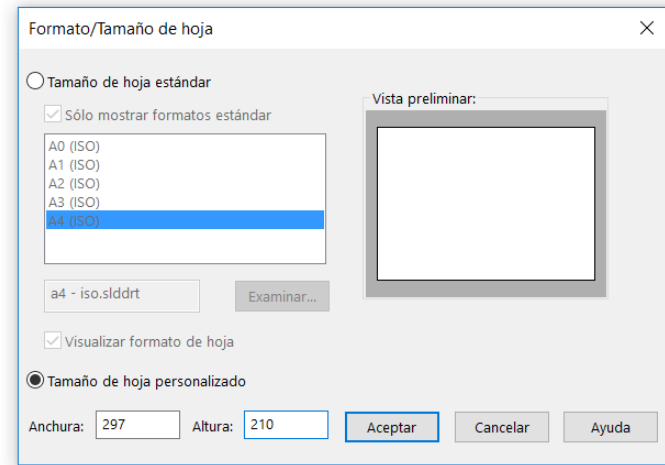 Formato/Tamaño de hoja
Tamaño de hoja estándar
Sólo mostrar formatos estándar
Vista preliminar:
A0 (ISO)
A1 (ISO)
A2 (ISO)
A3 (ISO)
A4 (ISO)
a4 - iso.slddrt
Examinar...
Visualizar formato de hoja
Tamaño de hoja personalizado
Anchura: 297 Altura: 210 Aceptar Cancelar Ayuda